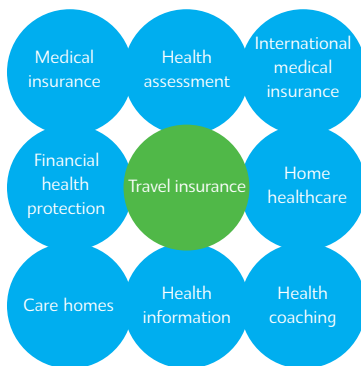 Medical
insurance
Health
assessment
International
medical
insurance
Financial
health
protection
Travel insurance
Home
healthcare
Care homes
Health
information
Health
coaching